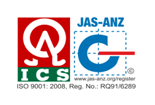 JAS-ANZ
ICS
C
©
www.jas-anz.org/register
ISO 9001: 2008, Reg. No.: RQ91/6289